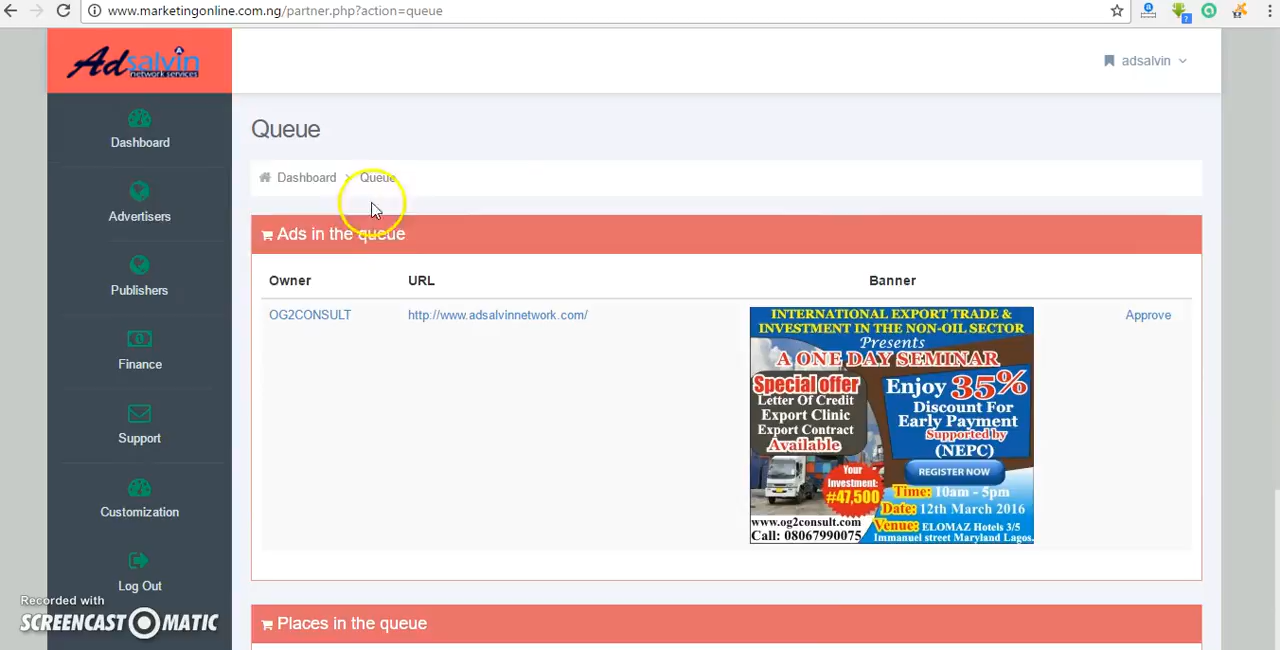 www.marketingonline.com.ng/partner.php?action=queue
Adsalvin
network services
adsalvin
Dashboard
Advertisers
Publishers
Finance
Support
Customization
Log Out
Queue
Dashboard > Queue
Ads in the queue
Owner URL Banner
OG2CONSULT http://www.adsalvinnetwork.com/ Approve
INTERNATIONAL EXPORT TRADE &
INVESTMENT IN THE NON-OIL SECTOR
Presents
A ONE DAY SEMINAR
Special offer
Letter Of Credit
Export Clinic
Export Contract
Available
Enjoy 35%
Discount For
Early Payment
Supported by
(NEPC)
REGISTER NOW
Your
Investment:
#47,500
Time: 10am - 5pm
Date: 12th March 2016
Venue: ELOMAZ Hotels 3/5
Immanuel street Maryland Lagos.
www.og2consult.com
Call: 08067990075
Places in the queue
Recorded with
SCREENCAST-O-MATIC